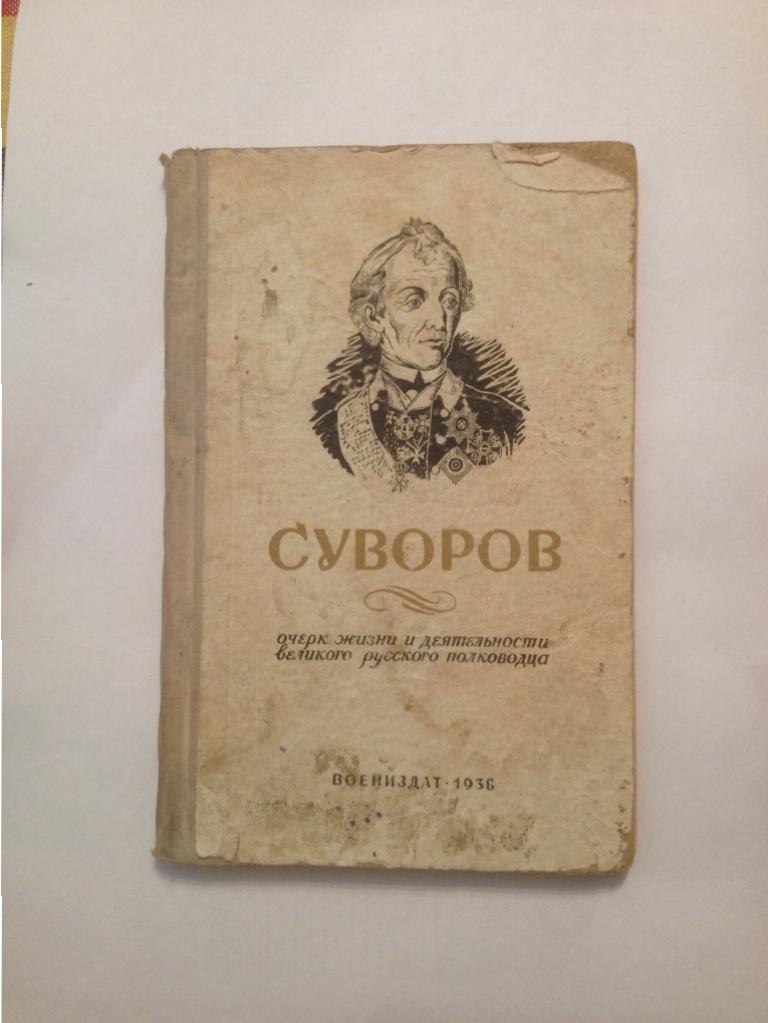 СУВОРОВ
очерк жизни и деятельности
великого русского полководца
ВОЕНИЗДАТ · 1938